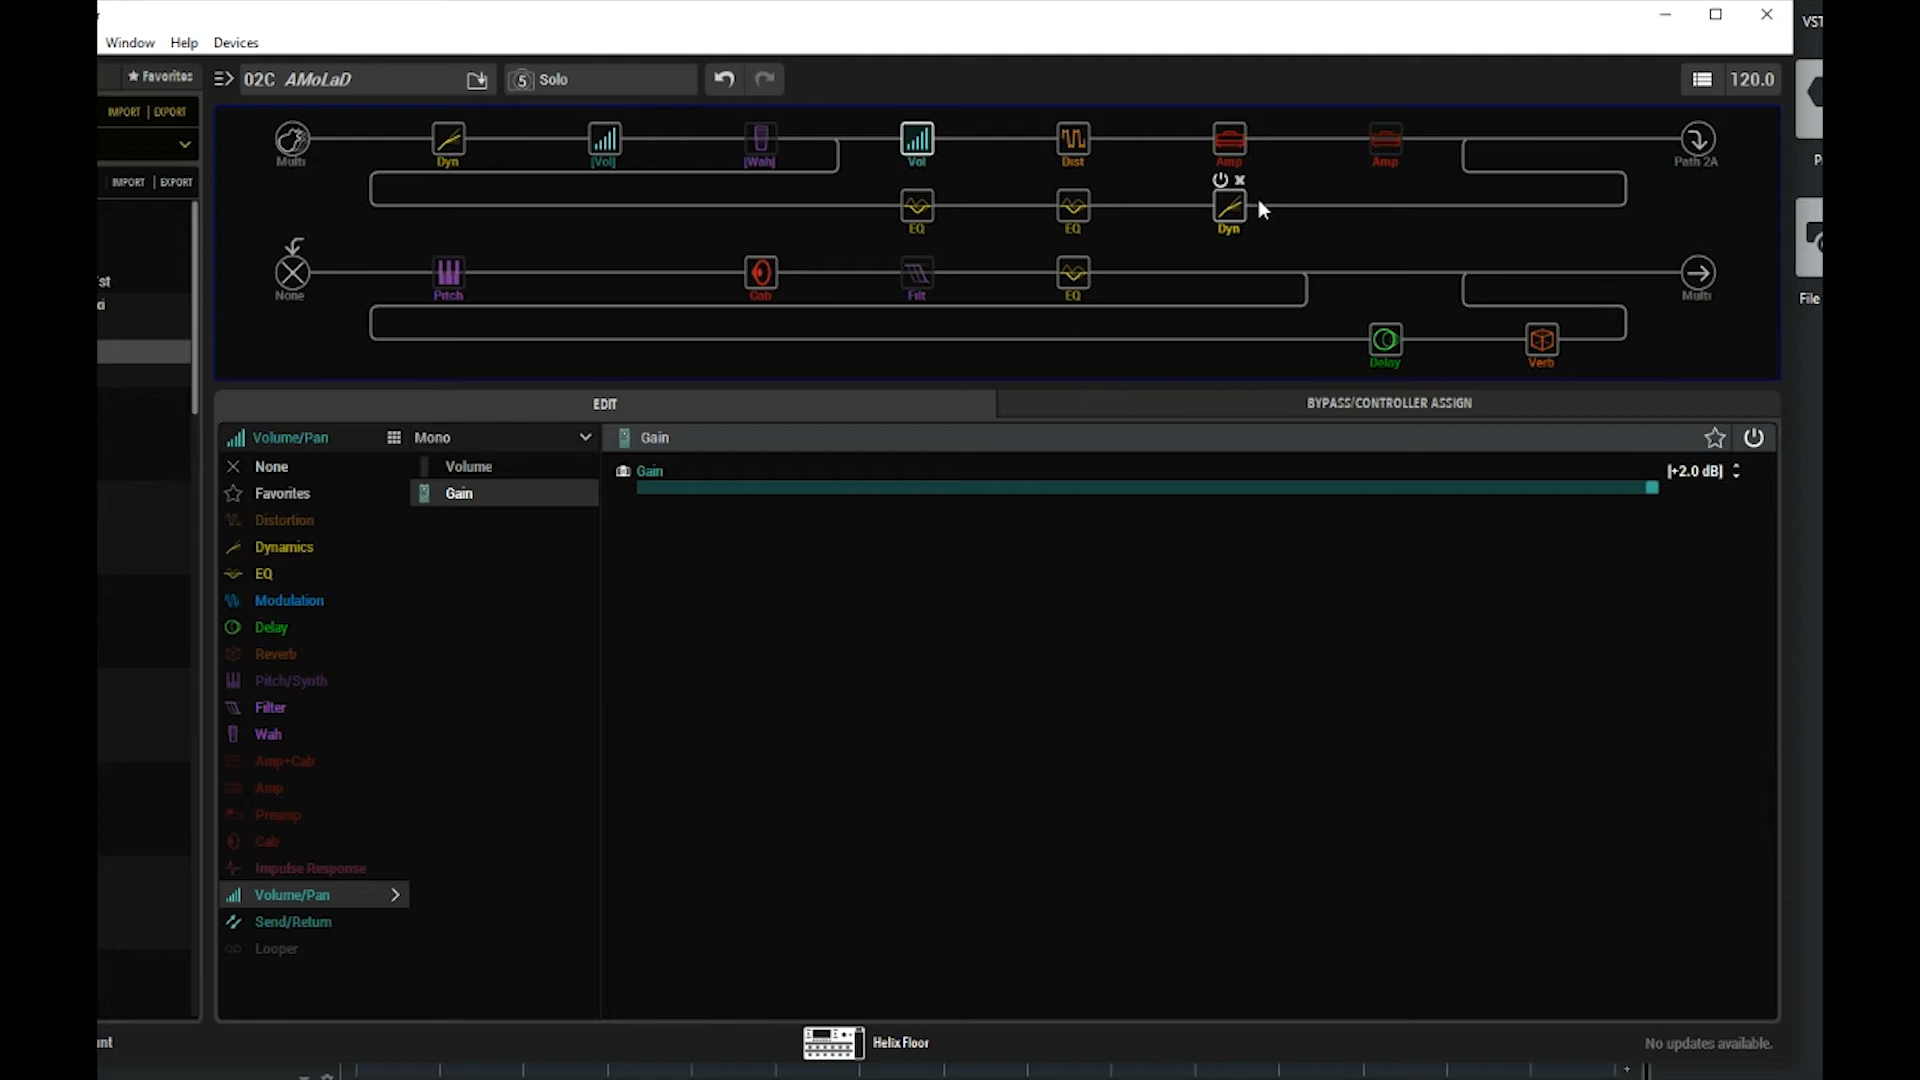 VST
Window Help Devices
★ Favorites
02C AMoLaD
5 Solo
120.0
IMPORT | EXPORT
Multi
Dyn
[Vol]
[Wah]
Vol
Dist
Amp
Amp
Path 2A
IMPORT | EXPORT
EQ
EQ
Dyn
None
Pitch
Cab
Filt
EQ
Multi
File
Delay
Verb
EDIT
BYPASS/CONTROLLER ASSIGN
Volume/Pan
Mono
Gain
None
Favorites
Distortion
Dynamics
EQ
Modulation
Delay
Reverb
Pitch/Synth
Filter
Wah
Amp+Cab
Amp
Preamp
Cab
Impulse Response
Volume/Pan
Send/Return
Looper
Volume
Gain
Gain
[+2.0 dB]
Helix Floor
No updates available.